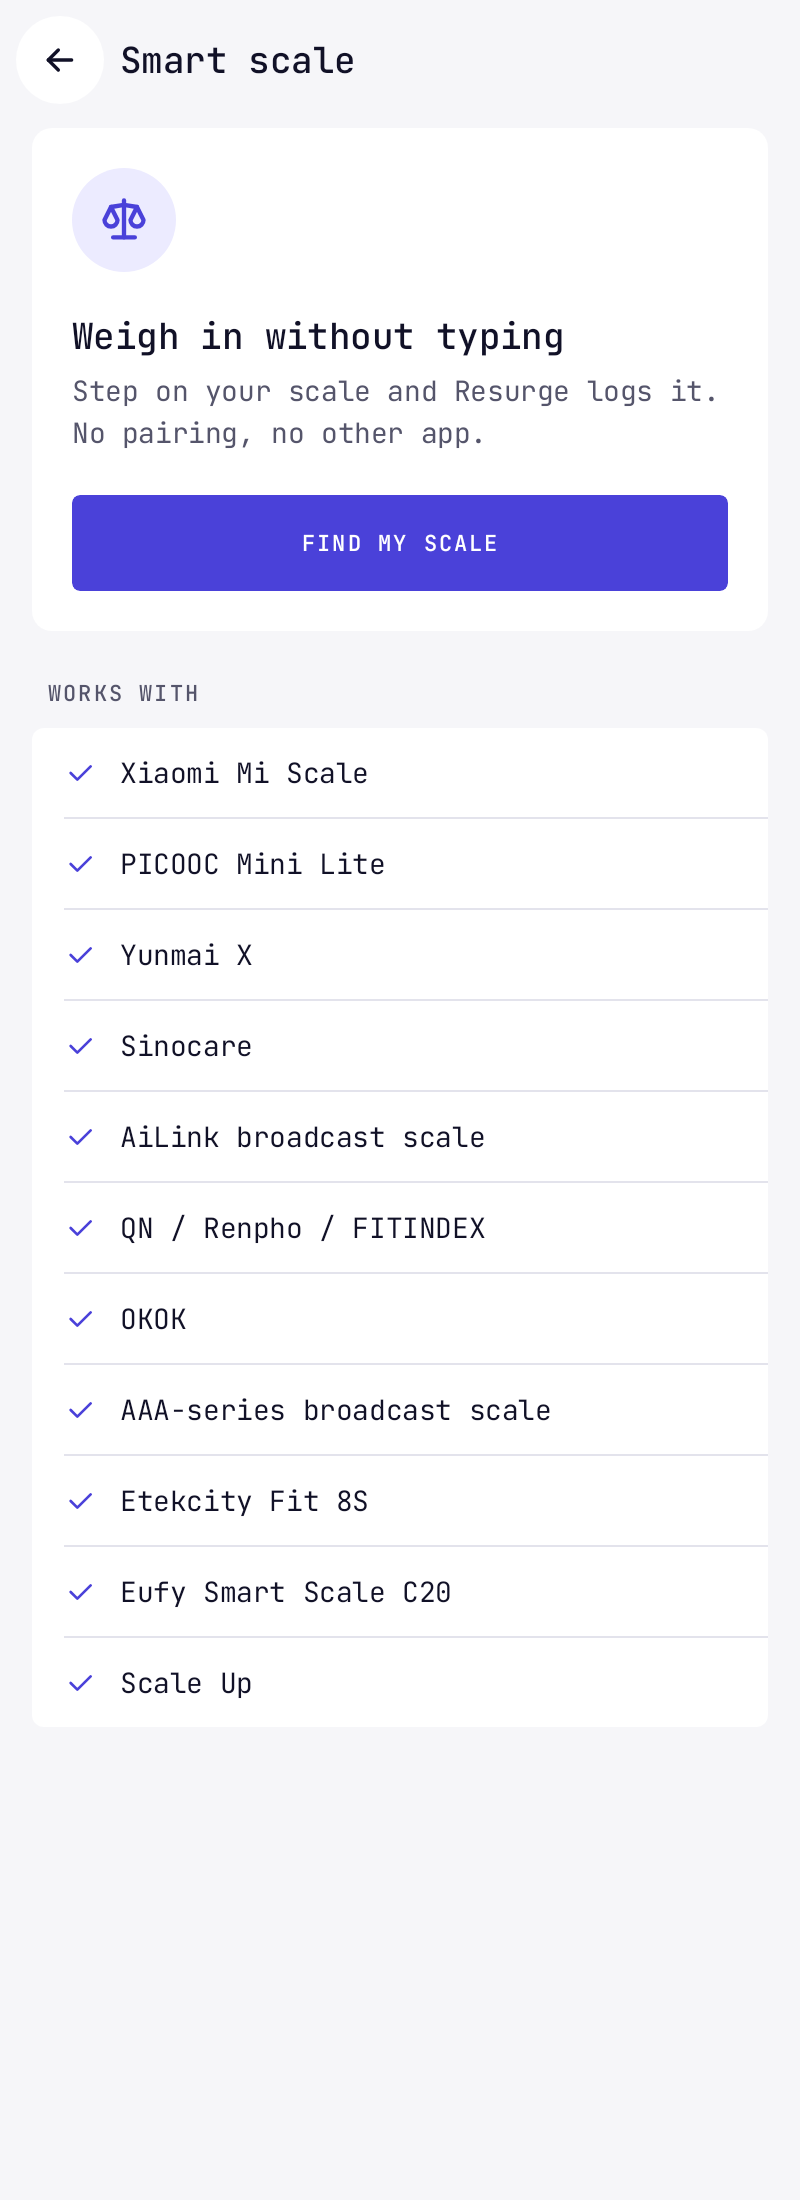 Smart scale
Weigh in without typing
Step on your scale and Resurge logs it.
No pairing, no other app.
FIND MY SCALE
WORKS WITH
Xiaomi Mi Scale
PICOOC Mini Lite
Yunmai X
Sinocare
AiLink broadcast scale
QN / Renpho / FITINDEX
OKOK
AAA-series broadcast scale
Etekcity Fit 8S
Eufy Smart Scale C20
Scale Up